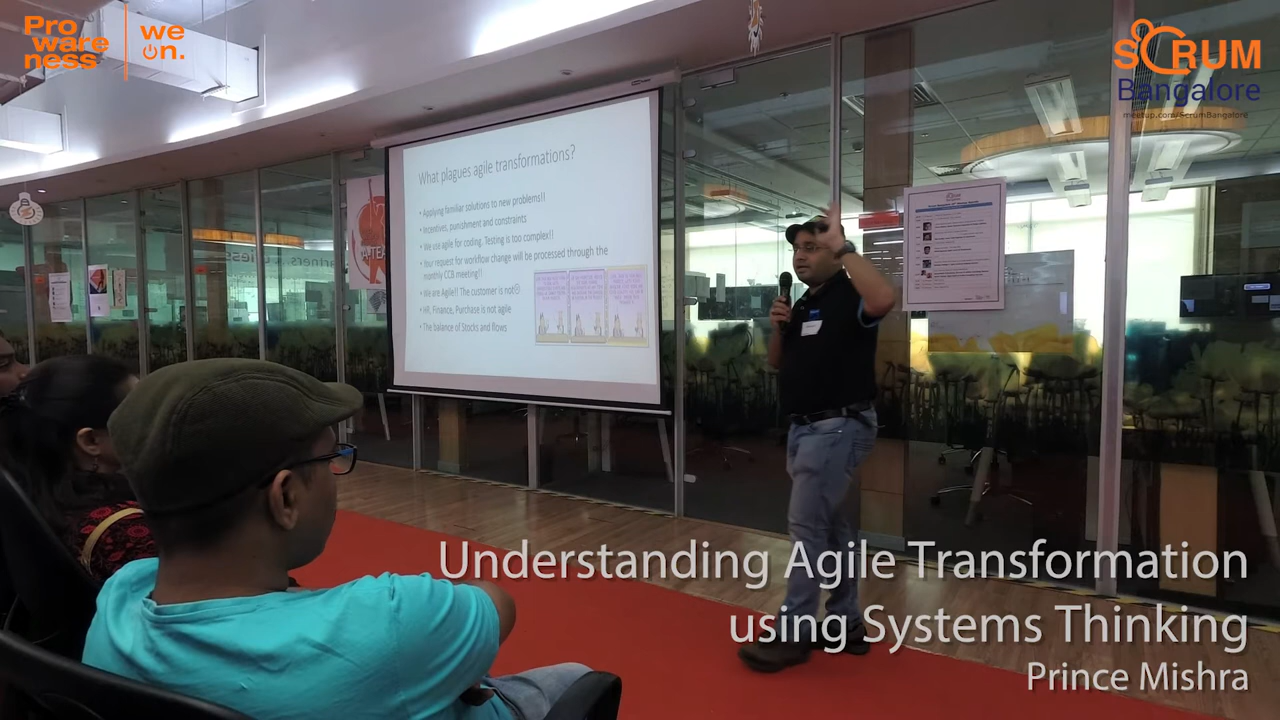 Pro
ware
ness
we
on.
SCRUM
Bangalore
meetup.com/ScrumBangalore
What plagues agile transformations?
• Applying familiar solutions to new problems!!
• Incentives, punishment and constraints
• We use agile for coding. Testing is too complex!!
• Your request for workflow change will be processed through the
monthly CCB meeting!!
• We are Agile!! The customer is not☹
• HR, Finance, Purchase is not agile
• The balance of Stocks and flows
Understanding Agile Transformation
using Systems Thinking
Prince Mishra